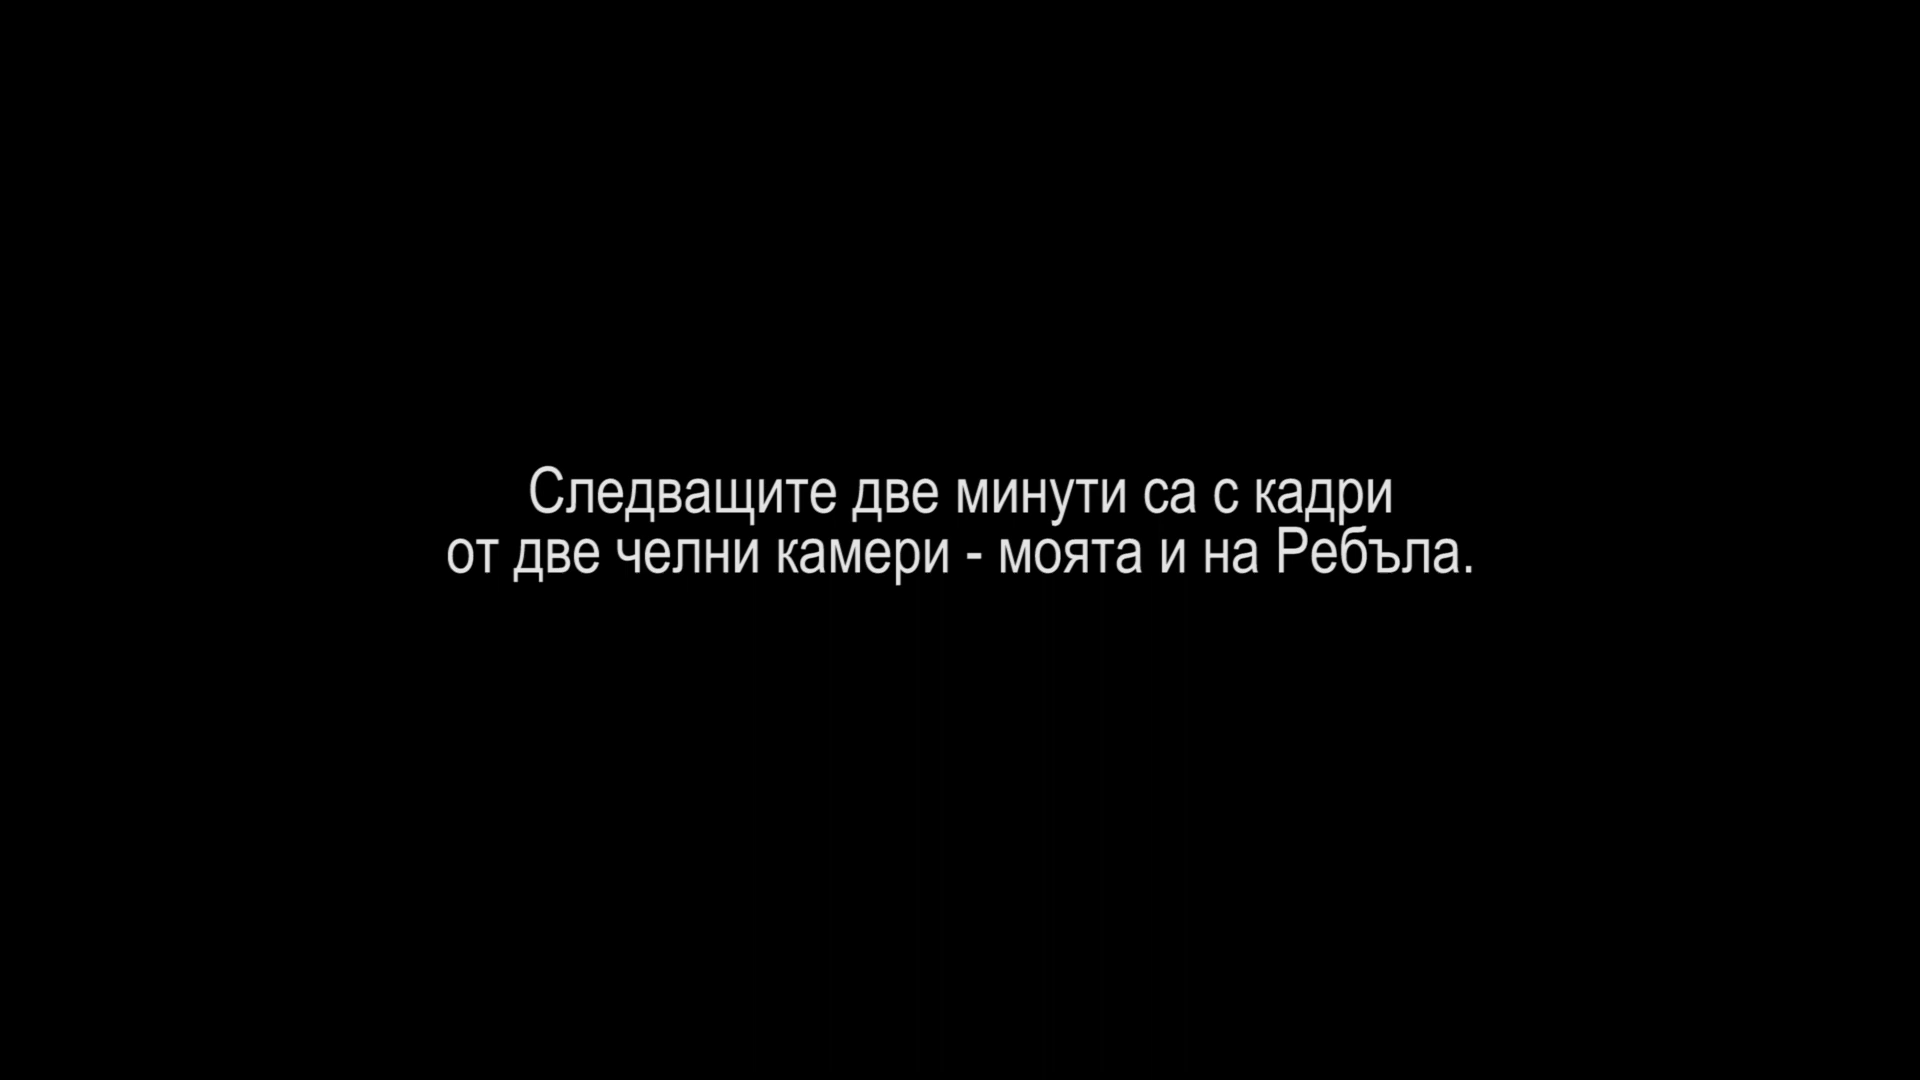 Следващите две минути са с кадри
от две челни камери - моята и на Ребъла.